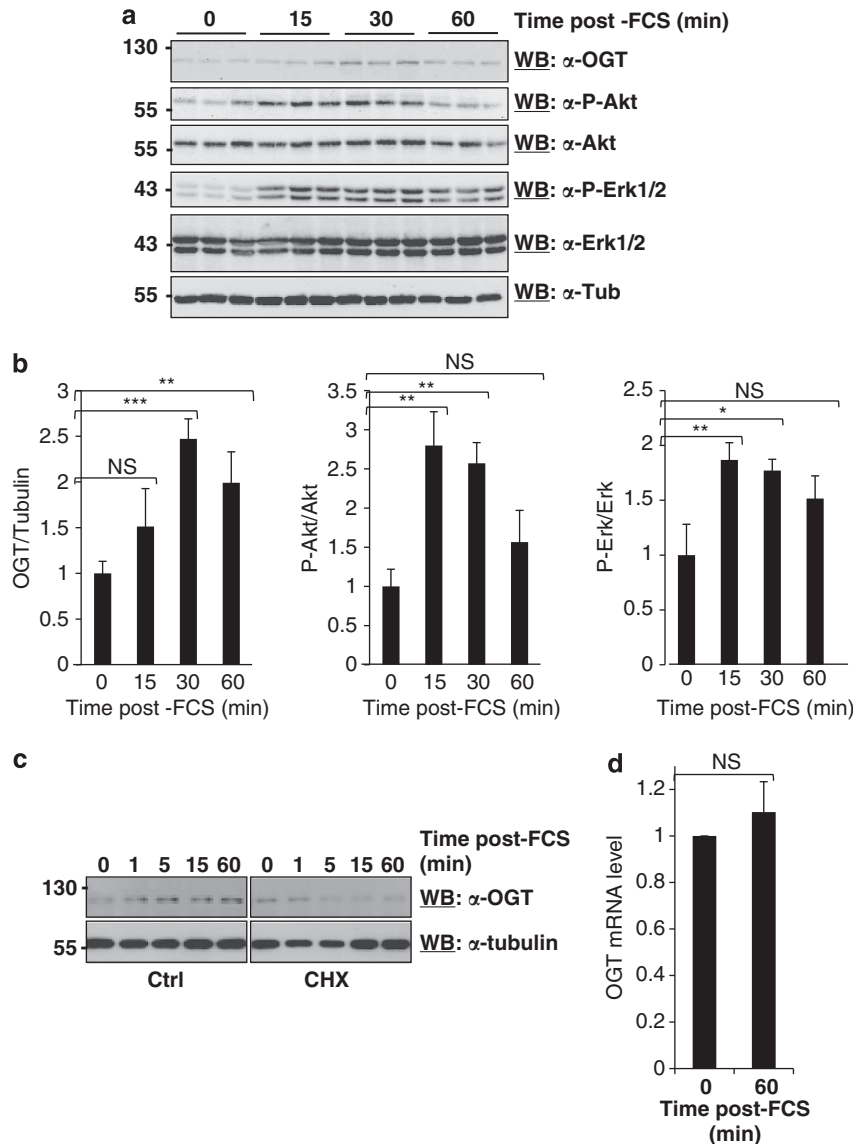 a
0 15 30 60 Time post -FCS (min)
130
WB: α-OGT
55
WB: α-P-Akt
55
WB: α-Akt
43
WB: α-P-Erk1/2
43
WB: α-Erk1/2
55
WB: α-Tub
b
OGT/Tubulin
3
2.5
2
1.5
1
0.5
0
**
***
NS
0 15 30 60
Time post -FCS (min)
P-Akt/Akt
3.5
3
2.5
2
1.5
1
0.5
0
NS
**
**
0 15 30 60
Time post-FCS (min)
P-Erk/Erk
2.5
2
1.5
1
0.5
0
NS
*
**
0 15 30 60
Time post-FCS (min)
c
0 1 5 15 60 0 1 5 15 60
Time post-FCS
(min)
130
WB: α-OGT
55
WB: α-tubulin
Ctrl CHX
d
OGT mRNA level
NS
1.2
1
0.8
0.6
0.4
0.2
0
0 60
Time post-FCS
(min)